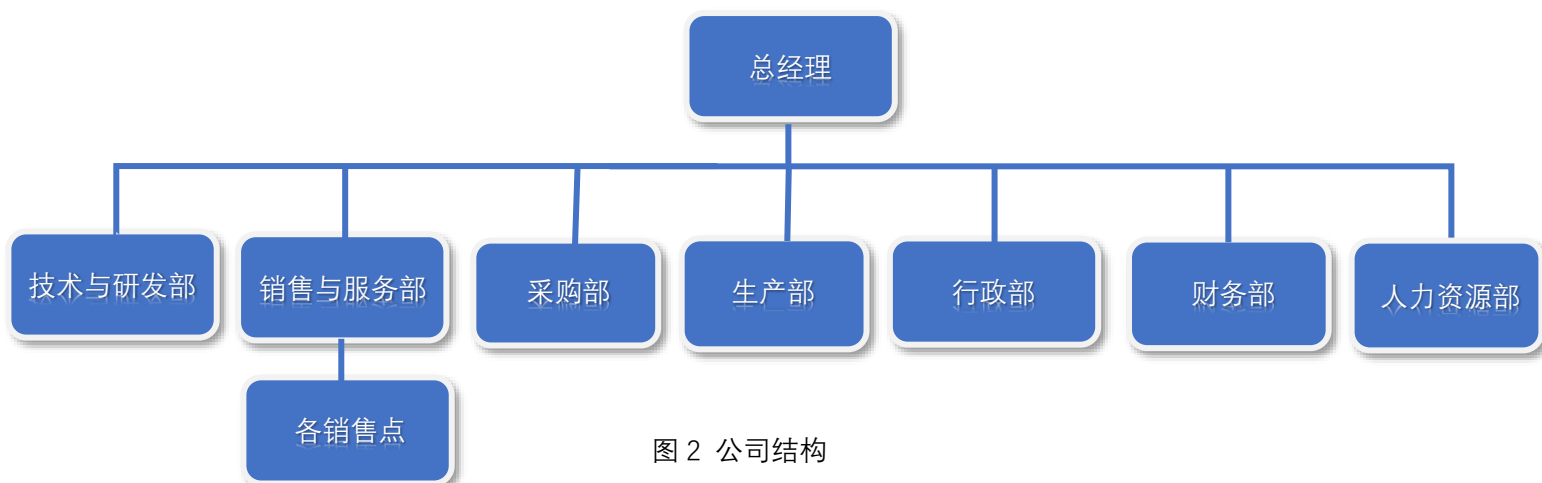 总经理
技术与研发部
销售与服务部
采购部
生产部
行政部
财务部
人力资源部
各销售点
图 2 公司结构